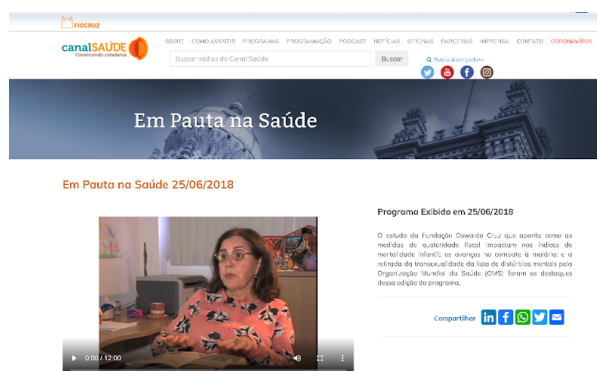 FIOCRUZ
canalSAÚDE
Construindo cidadania
SOBRE COMO ASSISTIR PROGRAMAS PROGRAMAÇÃO PODCAST NOTÍCIAS OFICINAS PARCERIAS IMPRENSA CONTATO CORONAVÍRUS
Buscar mídias do Canal Saúde Buscar Busca Avançada
Em Pauta na Saúde
Em Pauta na Saúde 25/06/2018
Programa Exibido em 25/06/2018
O estudo da Fundação Oswaldo Cruz que aponta como as
medidas de austeridade fiscal impactam nos índices de
mortalidade infantil; os avanços no combate à malária; e a
retirada da transexualidade da lista de distúrbios mentais pela
Organização Mundial da Saúde (OMS) foram os destaques
dessa edição do programa.
Compartilhar
0:00 / 12:00